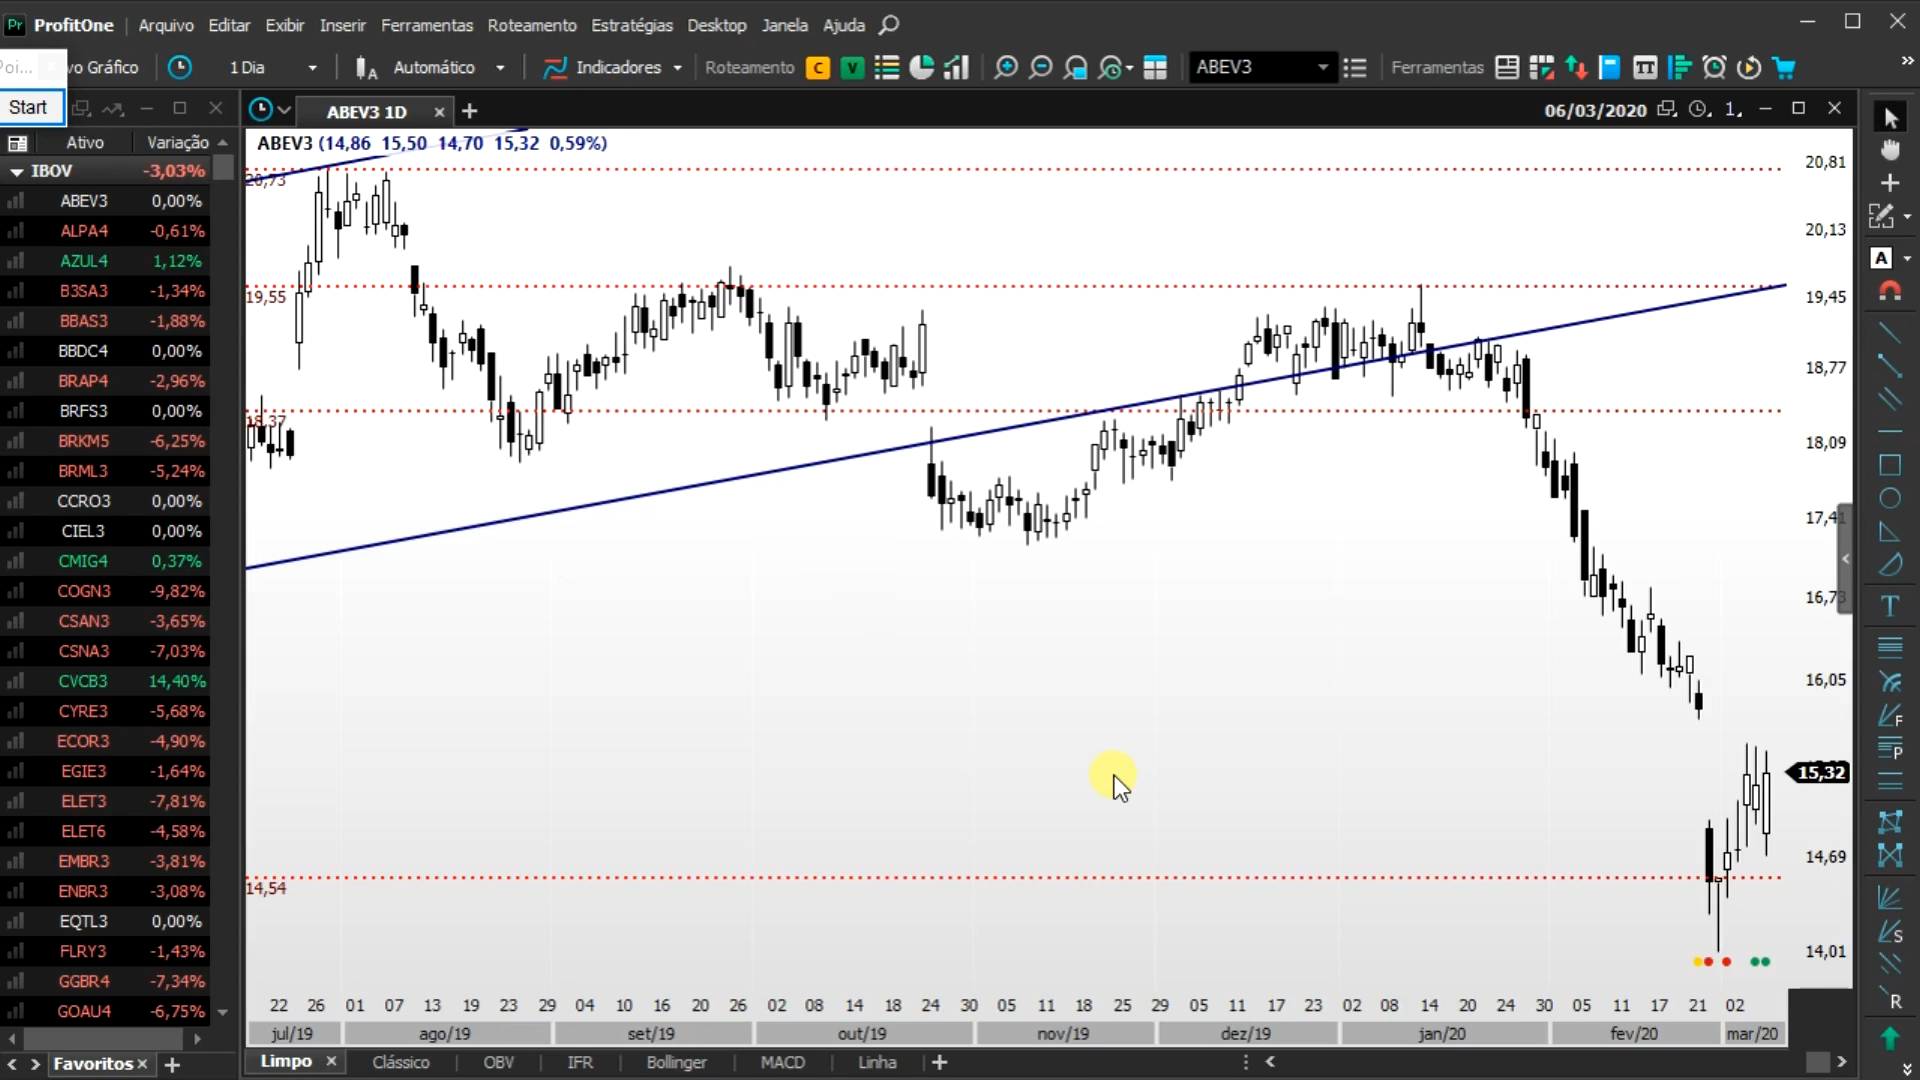 Pr ProfitOne Arquivo Editar Exibir Inserir Ferramentas Roteamento Estratégias Desktop Janela Ajuda
vo Gráfico 1 Dia Automático Indicadores Roteamento C V ABEV3 Ferramentas
Start
ABEV3 1D 06/03/2020 1
Ativo Variação
ABEV3 (14,86 15,50 14,70 15,32 0,59%)
IBOV -3,03%
ABEV3 0,00%
ALPA4 -0,61%
AZUL4 1,12%
B3SA3 -1,34%
BBAS3 -1,88%
BBDC4 0,00%
BRAP4 -2,96%
BRFS3 0,00%
BRKM5 -6,25%
BRML3 -5,24%
CCRO3 0,00%
CIEL3 0,00%
CMIG4 0,37%
COGN3 -9,82%
CSAN3 -3,65%
CSNA3 -7,03%
CVCB3 14,40%
CYRE3 -5,68%
ECOR3 -4,90%
EGIE3 -1,64%
ELET3 -7,81%
ELET6 -4,58%
EMBR3 -3,81%
ENBR3 -3,08%
EQTL3 0,00%
FLRY3 -1,43%
GGBR4 -7,34%
GOAU4 -6,75%
Favoritos
20,73
19,55
18,37
14,54
20,81
20,13
19,45
18,77
18,09
17,41
16,73
16,05
15,32
14,69
14,01
22 26 01 07 13 19 23 29 04 10 16 20 26 02 08 14 18 24 30 05 11 18 25 29 05 11 17 23 02 08 14 20 24 30 05 11 17 21 02
jul/19 ago/19 set/19 out/19 nov/19 dez/19 jan/20 fev/20 mar/20
Limpo Clássico OBV IFR Bollinger MACD Linha
A
T
F
P
S
R